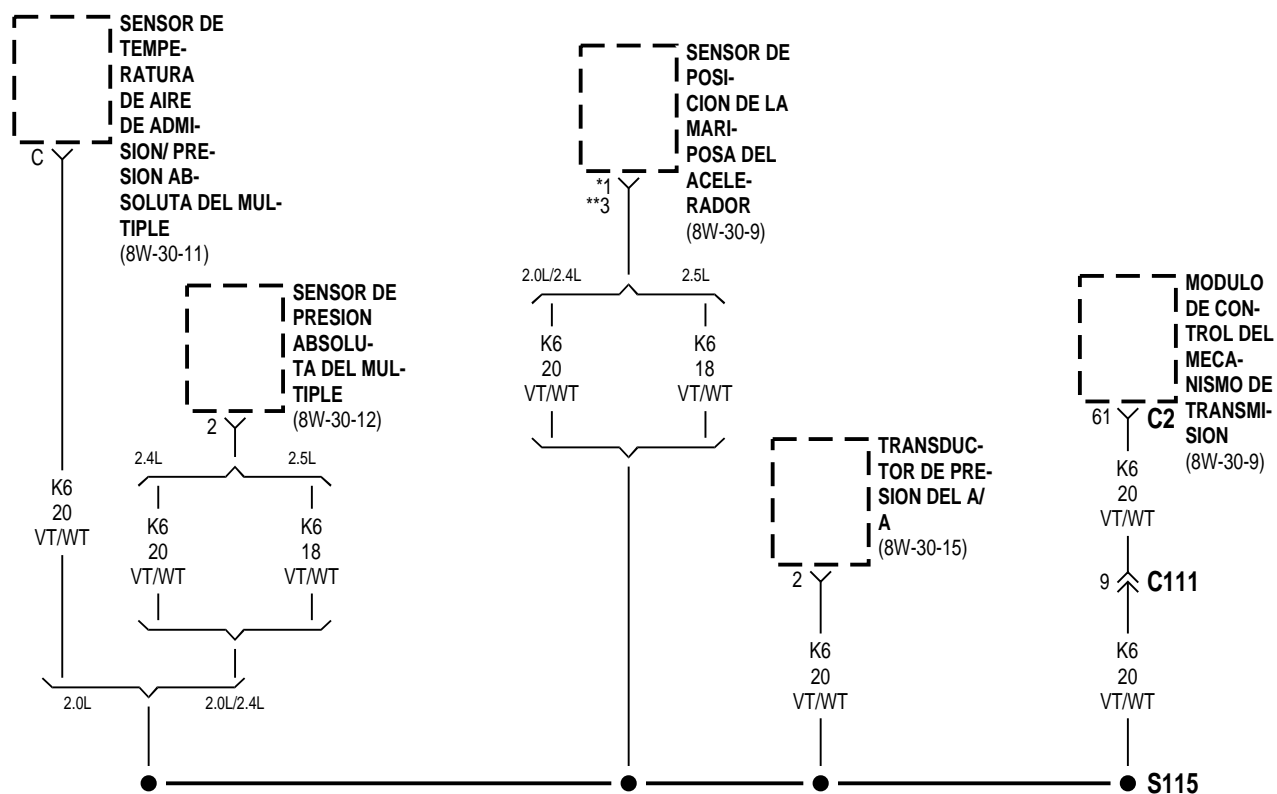 SENSOR DE
TEMPE-
RATURA
DE AIRE
DE ADMI-
SION/ PRE-
SION AB-
SOLUTA DEL MUL-
TIPLE
(8W-30-11)
C
K6
20
VT/WT
SENSOR DE
PRESION
ABSOLU-
TA DEL MUL-
TIPLE
(8W-30-12)
2
2.4L
2.5L
K6
20
VT/WT
K6
18
VT/WT
2.0L
2.0L/2.4L
SENSOR DE
POSI-
CION DE LA
MARI-
POSA DEL
ACELE-
RADOR
(8W-30-9)
*1
**3
2.0L/2.4L
2.5L
K6
20
VT/WT
K6
18
VT/WT
TRANSDUC-
TOR DE PRE-
SION DEL A/
A
(8W-30-15)
2
K6
20
VT/WT
MODULO
DE CON-
TROL DEL
MECA-
NISMO DE
TRANSMI-
SION
(8W-30-9)
61 C2
K6
20
VT/WT
9 C111
K6
20
VT/WT
S115